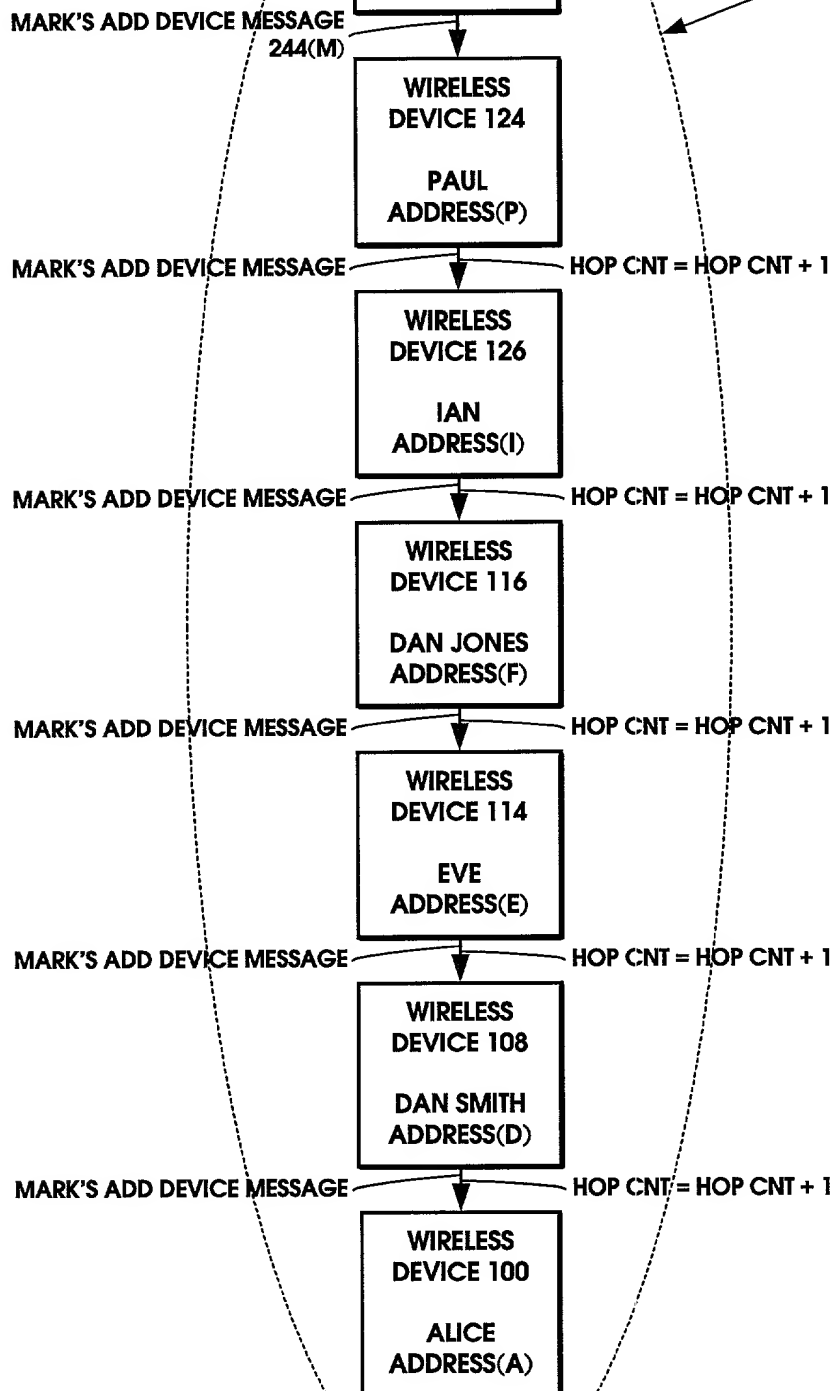 MARK'S ADD DEVICE MESSAGE
244(M)
WIRELESS
DEVICE 124
PAUL
ADDRESS(P)
MARK'S ADD DEVICE MESSAGE
HOP CNT = HOP CNT + 1
WIRELESS
DEVICE 126
IAN
ADDRESS(I)
MARK'S ADD DEVICE MESSAGE
HOP CNT = HOP CNT + 1
WIRELESS
DEVICE 116
DAN JONES
ADDRESS(F)
MARK'S ADD DEVICE MESSAGE
HOP CNT = HOP CNT + 1
WIRELESS
DEVICE 114
EVE
ADDRESS(E)
MARK'S ADD DEVICE MESSAGE
HOP CNT = HOP CNT + 1
WIRELESS
DEVICE 108
DAN SMITH
ADDRESS(D)
MARK'S ADD DEVICE MESSAGE
HOP CNT = HOP CNT + 1
WIRELESS
DEVICE 100
ALICE
ADDRESS(A)